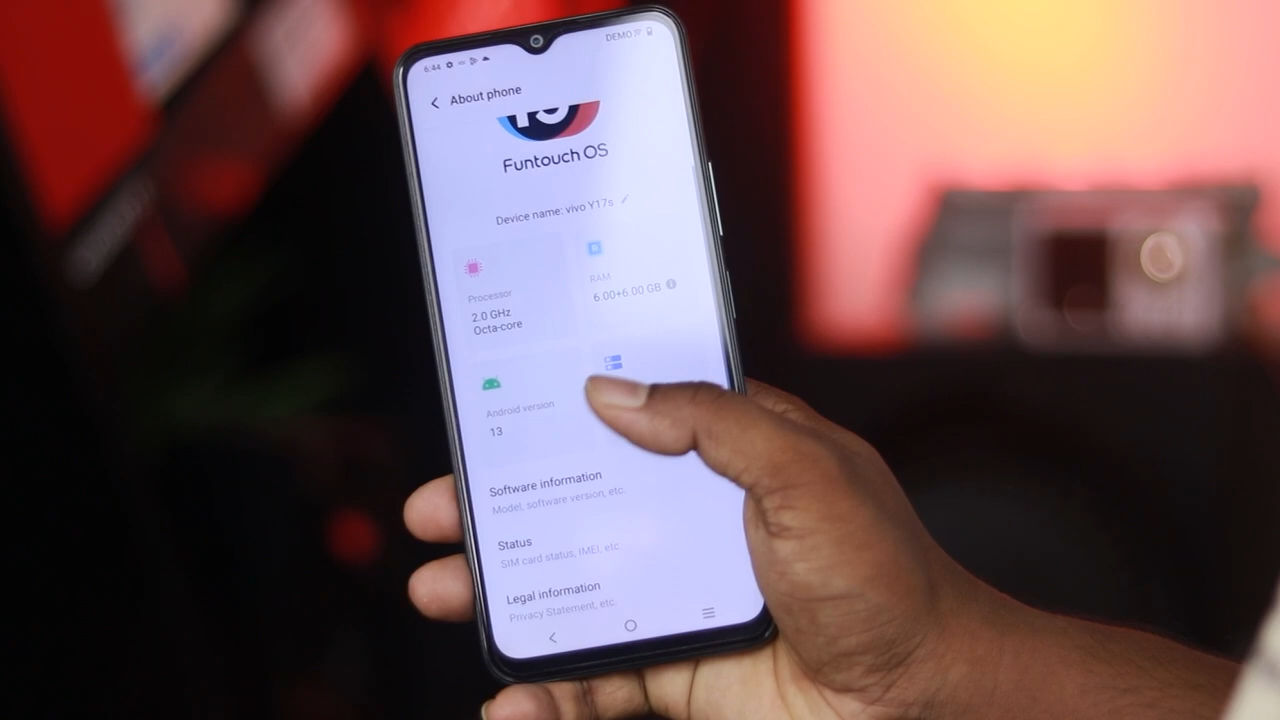 6:44
DEMO
About phone
Funtouch OS
Device name: vivo Y17s
Processor
2.0 GHz
Octa-core
RAM
6.00+6.00 GB
Android version
13
Software information
Model, software version, etc.
Status
SIM card status, IMEI, etc
Legal information
Privacy Statement, etc.